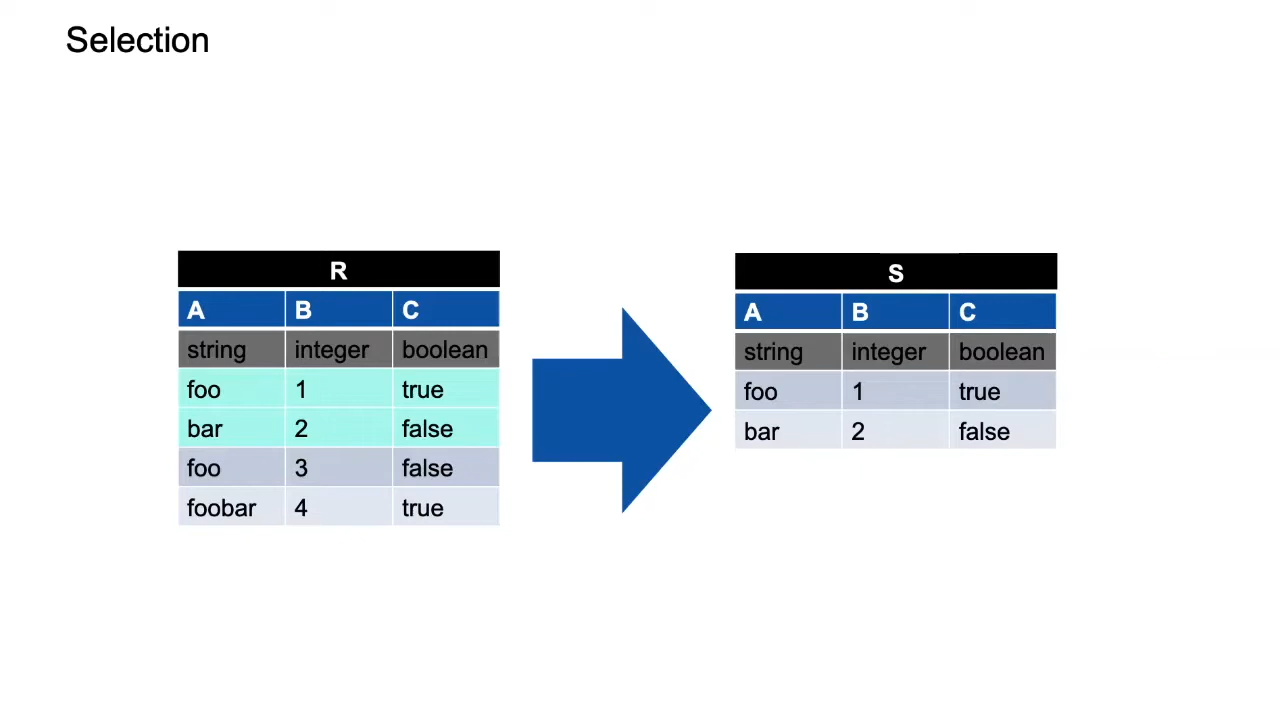 Selection
R
A B C
string integer boolean
foo 1 true
bar 2 false
foo 3 false
foobar 4 true
S
A B C
string integer boolean
foo 1 true
bar 2 false